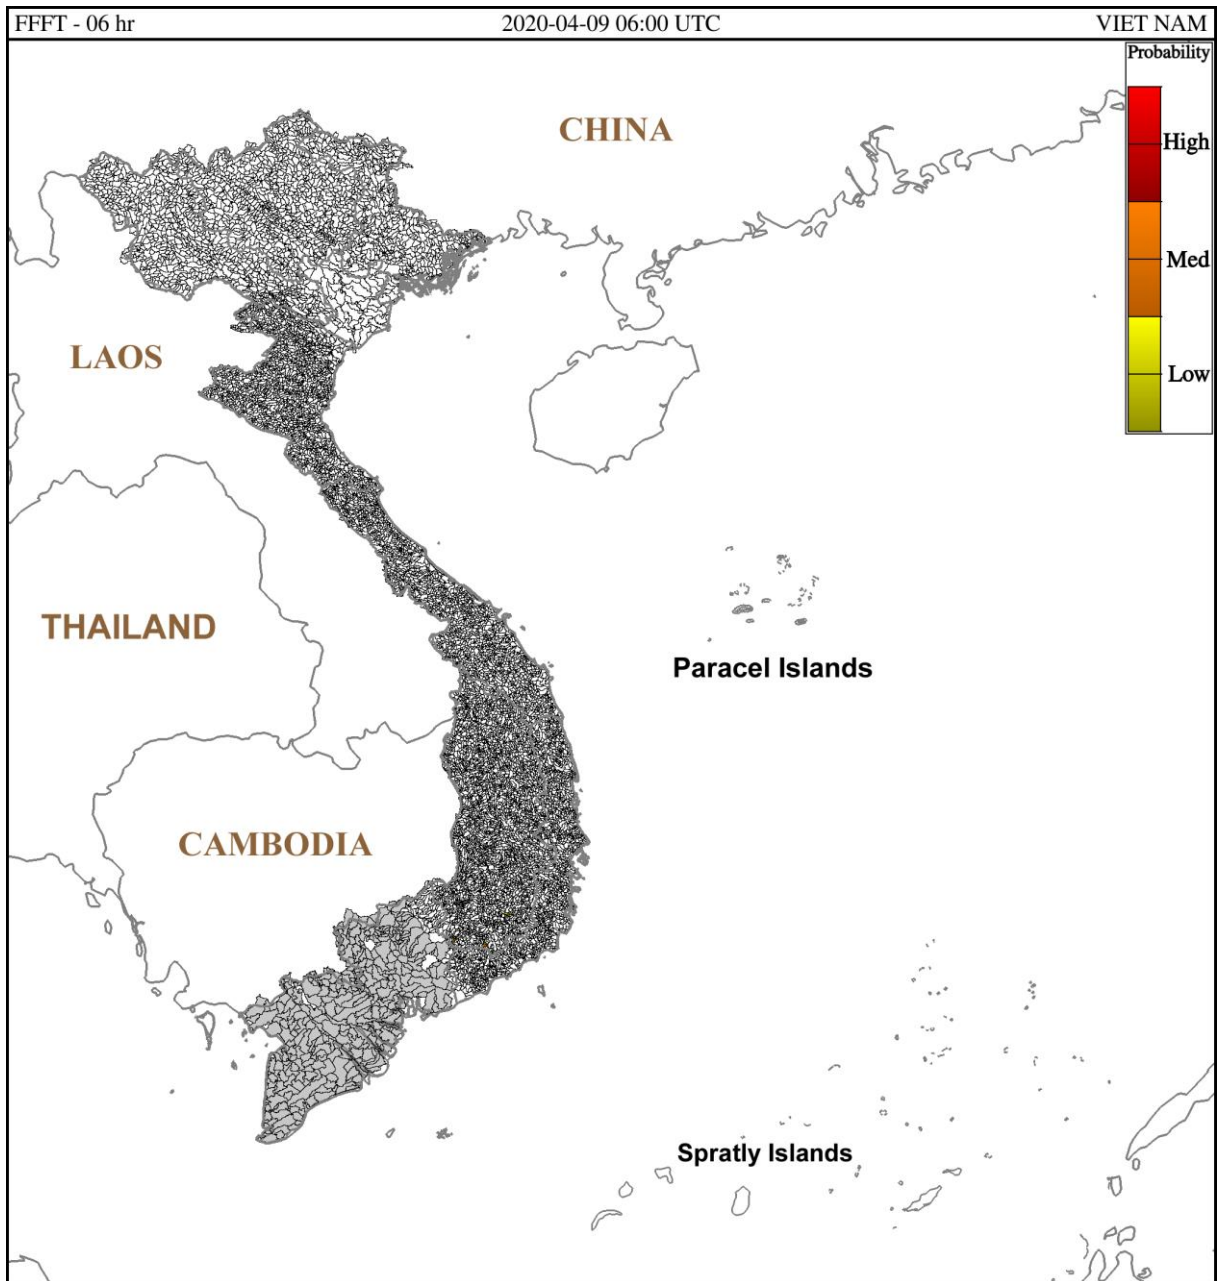 FFFT - 06 hr 2020-04-09 06:00 UTC VIET NAM
Probability
CHINA
High
Med
LAOS
Low
THAILAND
Paracel Islands
CAMBODIA
Spratly Islands